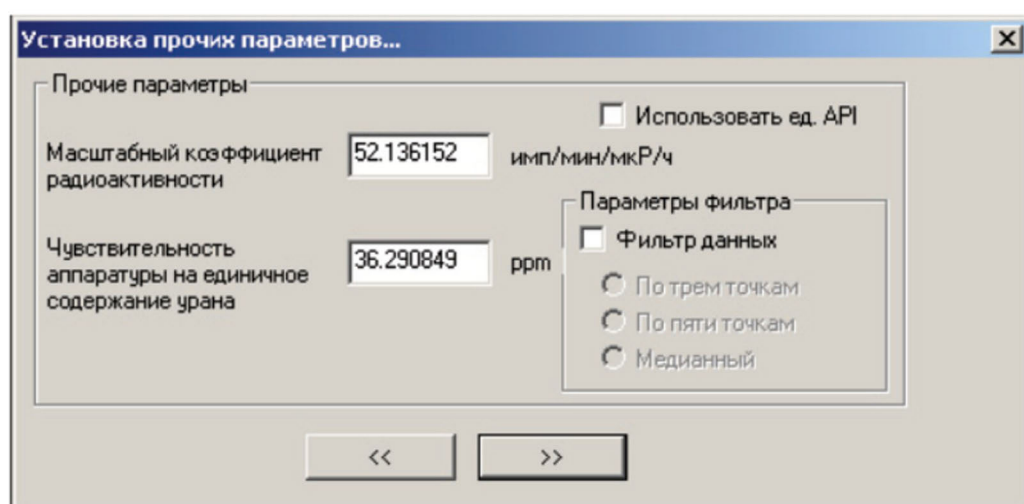 Установка прочих параметров...
Прочие параметры
Использовать ед. API
Масштабный коэффициент
радиоактивности
52.136152
имп/мин/мкР/ч
Параметры фильтра
Фильтр данных
Чувствительность
аппаратуры на единичное
содержание урана
36.290849
ppm
По трем точкам
По пяти точкам
Медианный
<<
>>